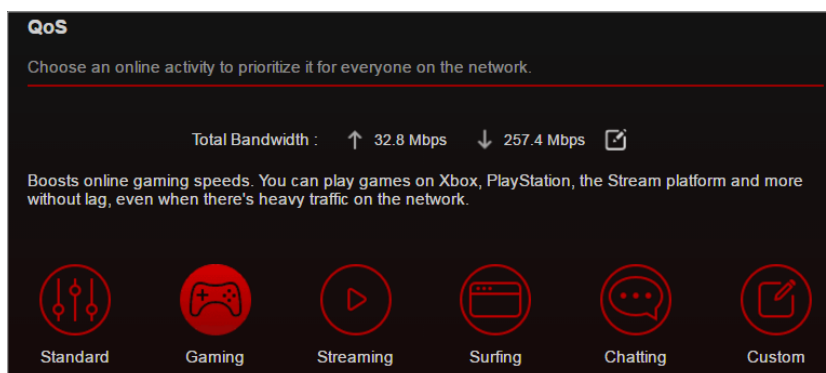 QoS
Choose an online activity to prioritize it for everyone on the network.
Total Bandwidth : ↑ 32.8 Mbps ↓ 257.4 Mbps
Boosts online gaming speeds. You can play games on Xbox, PlayStation, the Stream platform and more
without lag, even when there's heavy traffic on the network.
Standard Gaming Streaming Surfing Chatting Custom